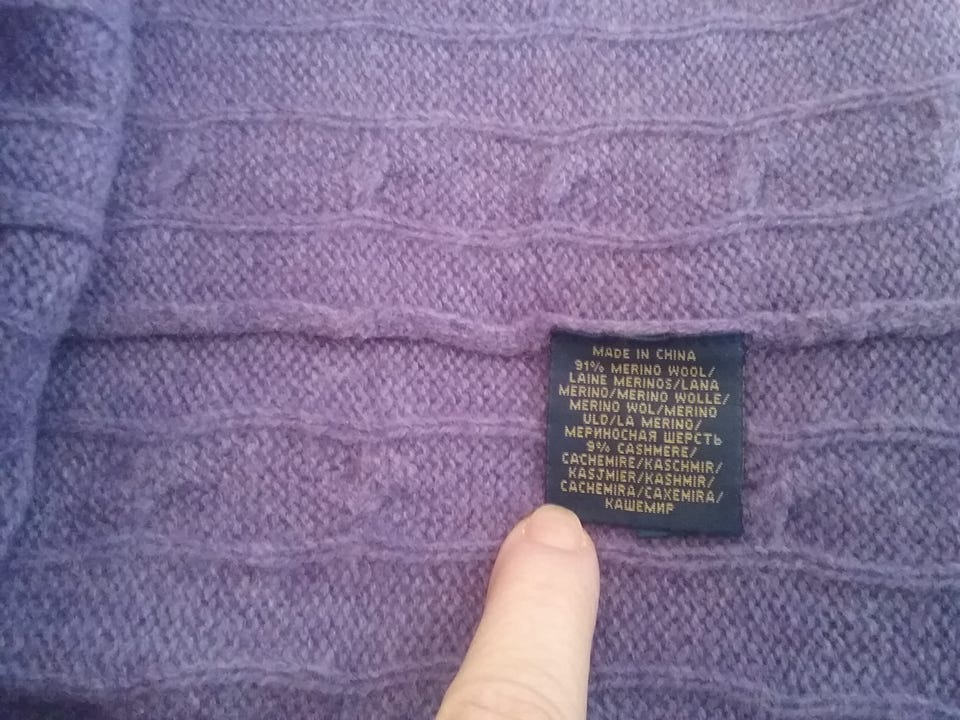 MADE IN CHINA
91% MERINO WOOL/
LAINE MERINOS/LANA
MERINO/MERINO WOLLE/
MERINO WOL/MERINO
ULD/LA MERINO/
МЕРИНОСНАЯ ШЕРСТЬ
9% CASHMERE/
CACHEMIRE/KASCHMIR/
KASJMIER/KASHMIR/
CACHEMIRA/CAXEMIRA/
КАШЕМИР